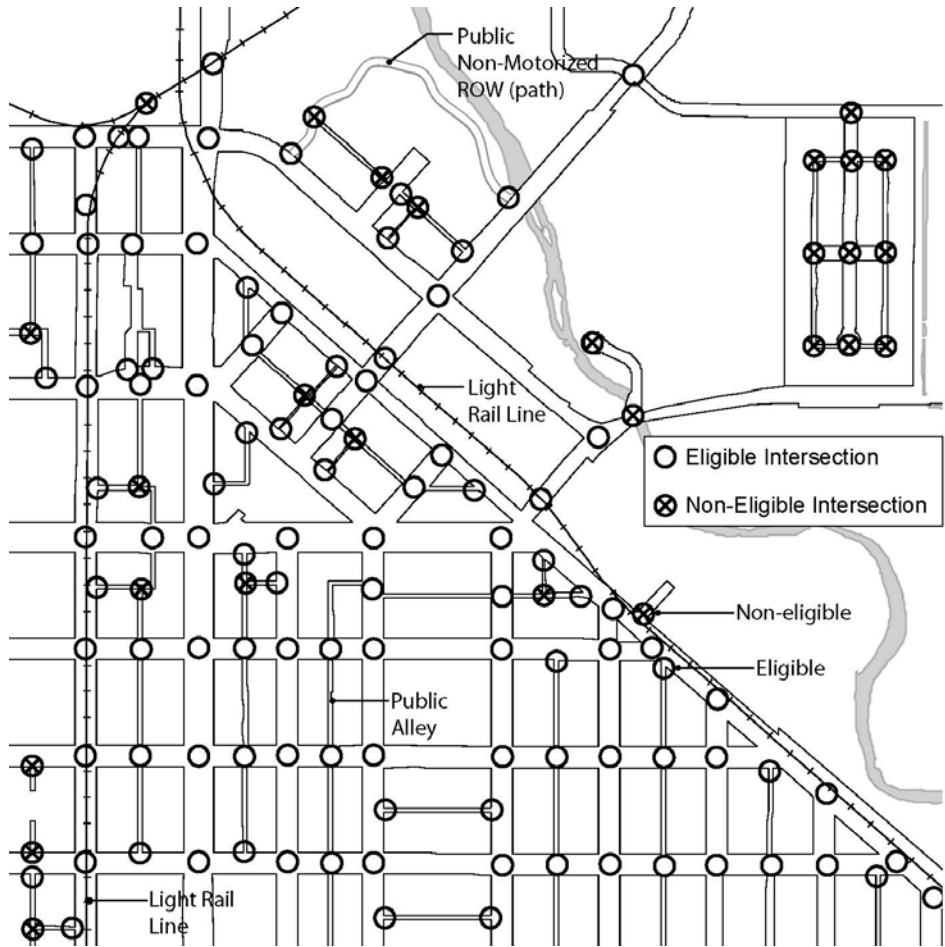 Public
Non-Motorized
ROW (path)
Light
Rail Line
Eligible Intersection
Non-Eligible Intersection
Non-eligible
Eligible
Public
Alley
Light Rail
Line